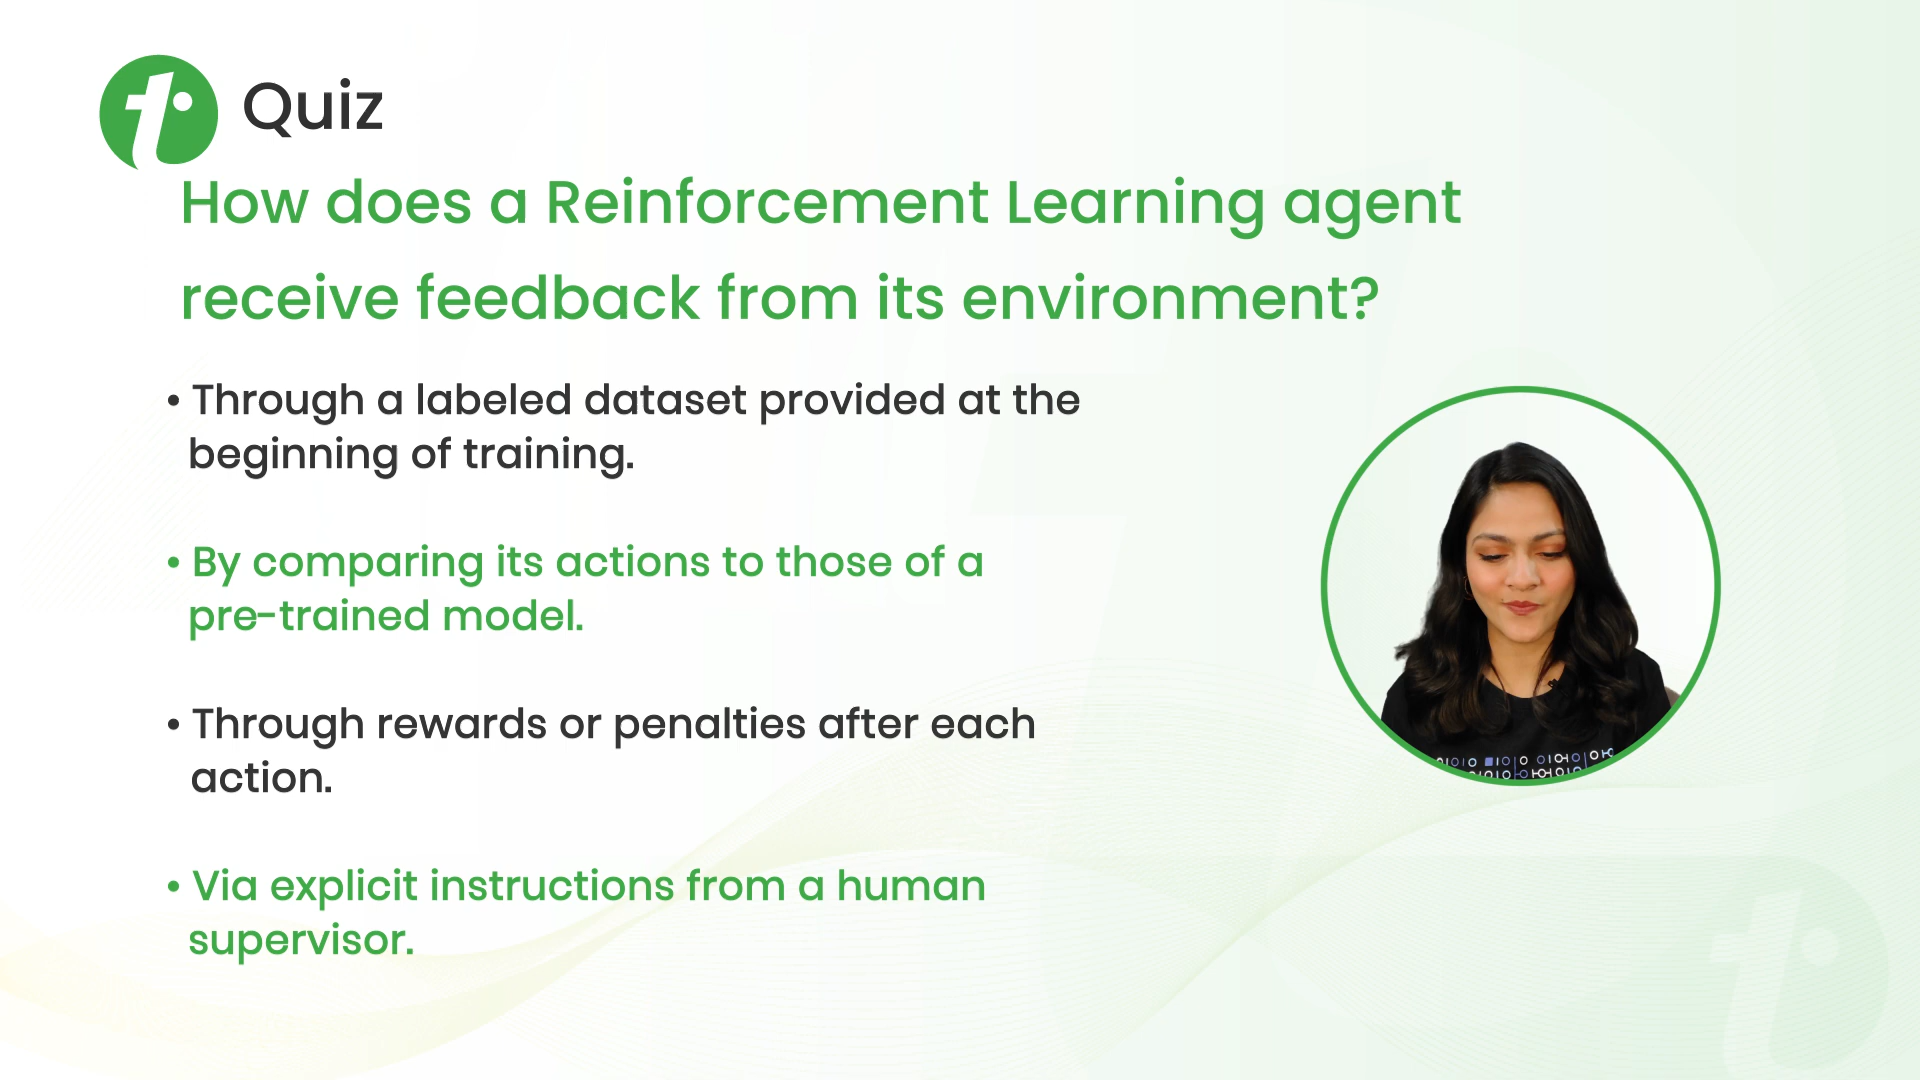 Quiz
How does a Reinforcement Learning agent
receive feedback from its environment?
• Through a labeled dataset provided at the
beginning of training.
• By comparing its actions to those of a
pre-trained model.
• Through rewards or penalties after each
action.
• Via explicit instructions from a human
supervisor.